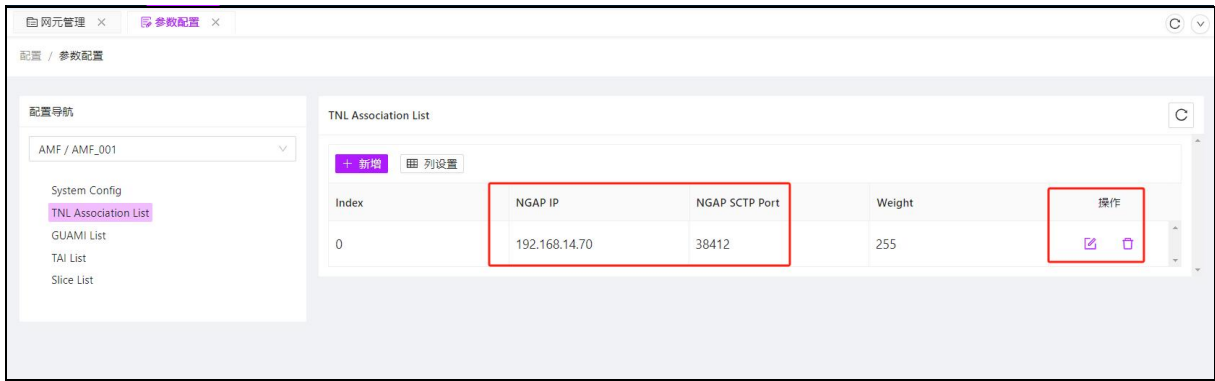 网元管理 参数配置
配置 / 参数配置
配置导航
AMF / AMF_001
System Config
TNL Association List
GUAMI List
TAI List
Slice List
TNL Association List
新增 列设置
Index NGAP IP NGAP SCTP Port Weight 操作
0 192.168.14.70 38412 255